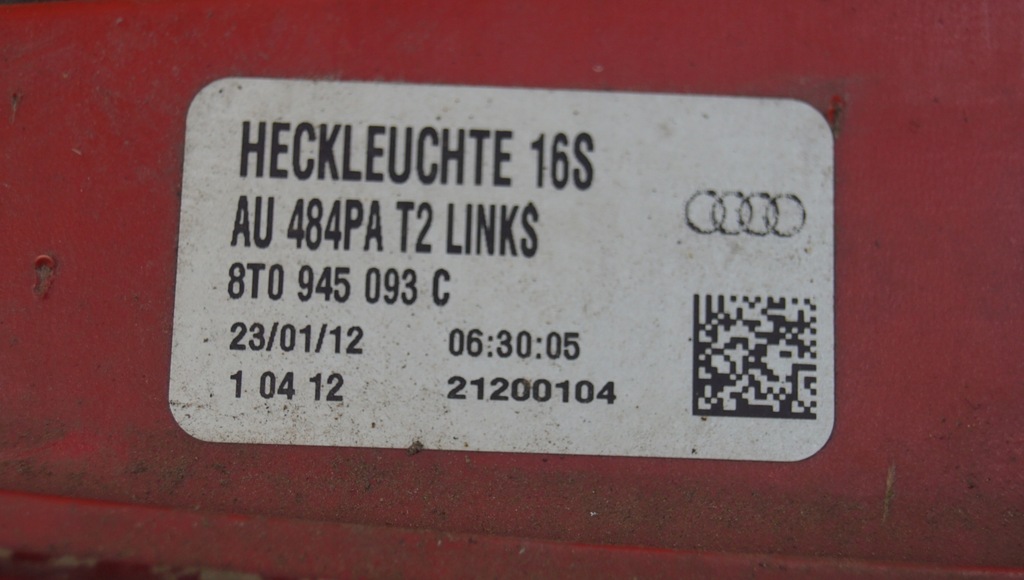 HECKLEUCHTE 16S
AU 484PA T2 LINKS
8T0 945 093 C
23/01/12 06:30:05
1 04 12 21200104